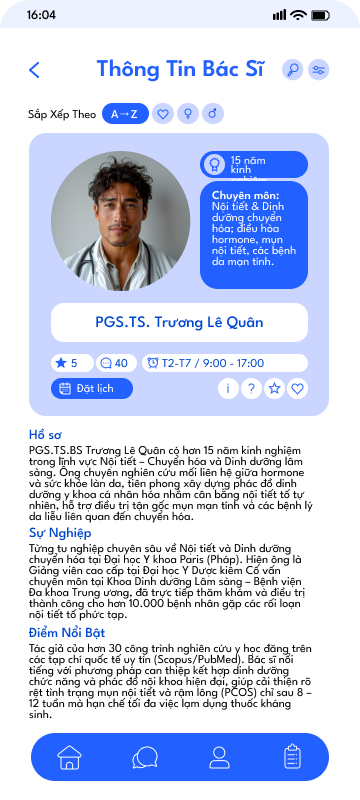 16:04
Thông Tin Bác Sĩ
Sắp Xếp Theo A→Z
15 năm
kinh
nghiệm
Chuyên môn:
Nội tiết & Dinh
dưỡng chuyển
hóa; điều hòa
hormone, mụn
nội tiết, các bệnh
da mạn tính.
PGS.TS. Trương Lê Quân
5 40 T2-T7 / 9:00 - 17:00
Đặt lịch i ?
Hồ sơ
PGS.TS.BS Trương Lê Quân có hơn 15 năm kinh nghiệm
trong lĩnh vực Nội tiết – Chuyển hóa và Dinh dưỡng lâm
sàng. Ông chuyên nghiên cứu mối liên hệ giữa hormone
và sức khỏe làn da, tiên phong xây dựng phác đồ dinh
dưỡng y khoa cá nhân hóa nhằm cân bằng nội tiết tố tự
nhiên, hỗ trợ điều trị tận gốc mụn mạn tính và các bệnh lý
da liễu liên quan đến chuyển hóa.
Sự Nghiệp
Từng tu nghiệp chuyên sâu về Nội tiết và Dinh dưỡng
chuyển hóa tại Đại học Y khoa Paris (Pháp). Hiện ông là
Giảng viên cao cấp tại Đại học Y Dược kiêm Cố vấn
chuyên môn tại Khoa Dinh dưỡng Lâm sàng – Bệnh viện
Đa khoa Trung ương, đã trực tiếp thăm khám và điều trị
thành công cho hơn 10.000 bệnh nhân gặp các rối loạn
nội tiết tố phức tạp.
Điểm Nổi Bật
Tác giả của hơn 30 công trình nghiên cứu y học đăng trên
các tạp chí quốc tế uy tín (Scopus/PubMed). Bác sĩ nổi
tiếng với phương pháp can thiệp kết hợp dinh dưỡng
chức năng và phác đồ nội khoa hiện đại, giúp cải thiện rõ
rệt tình trạng mụn nội tiết và rậm lông (PCOS) chỉ sau 8 –
12 tuần mà hạn chế tối đa việc lạm dụng thuốc kháng
sinh.